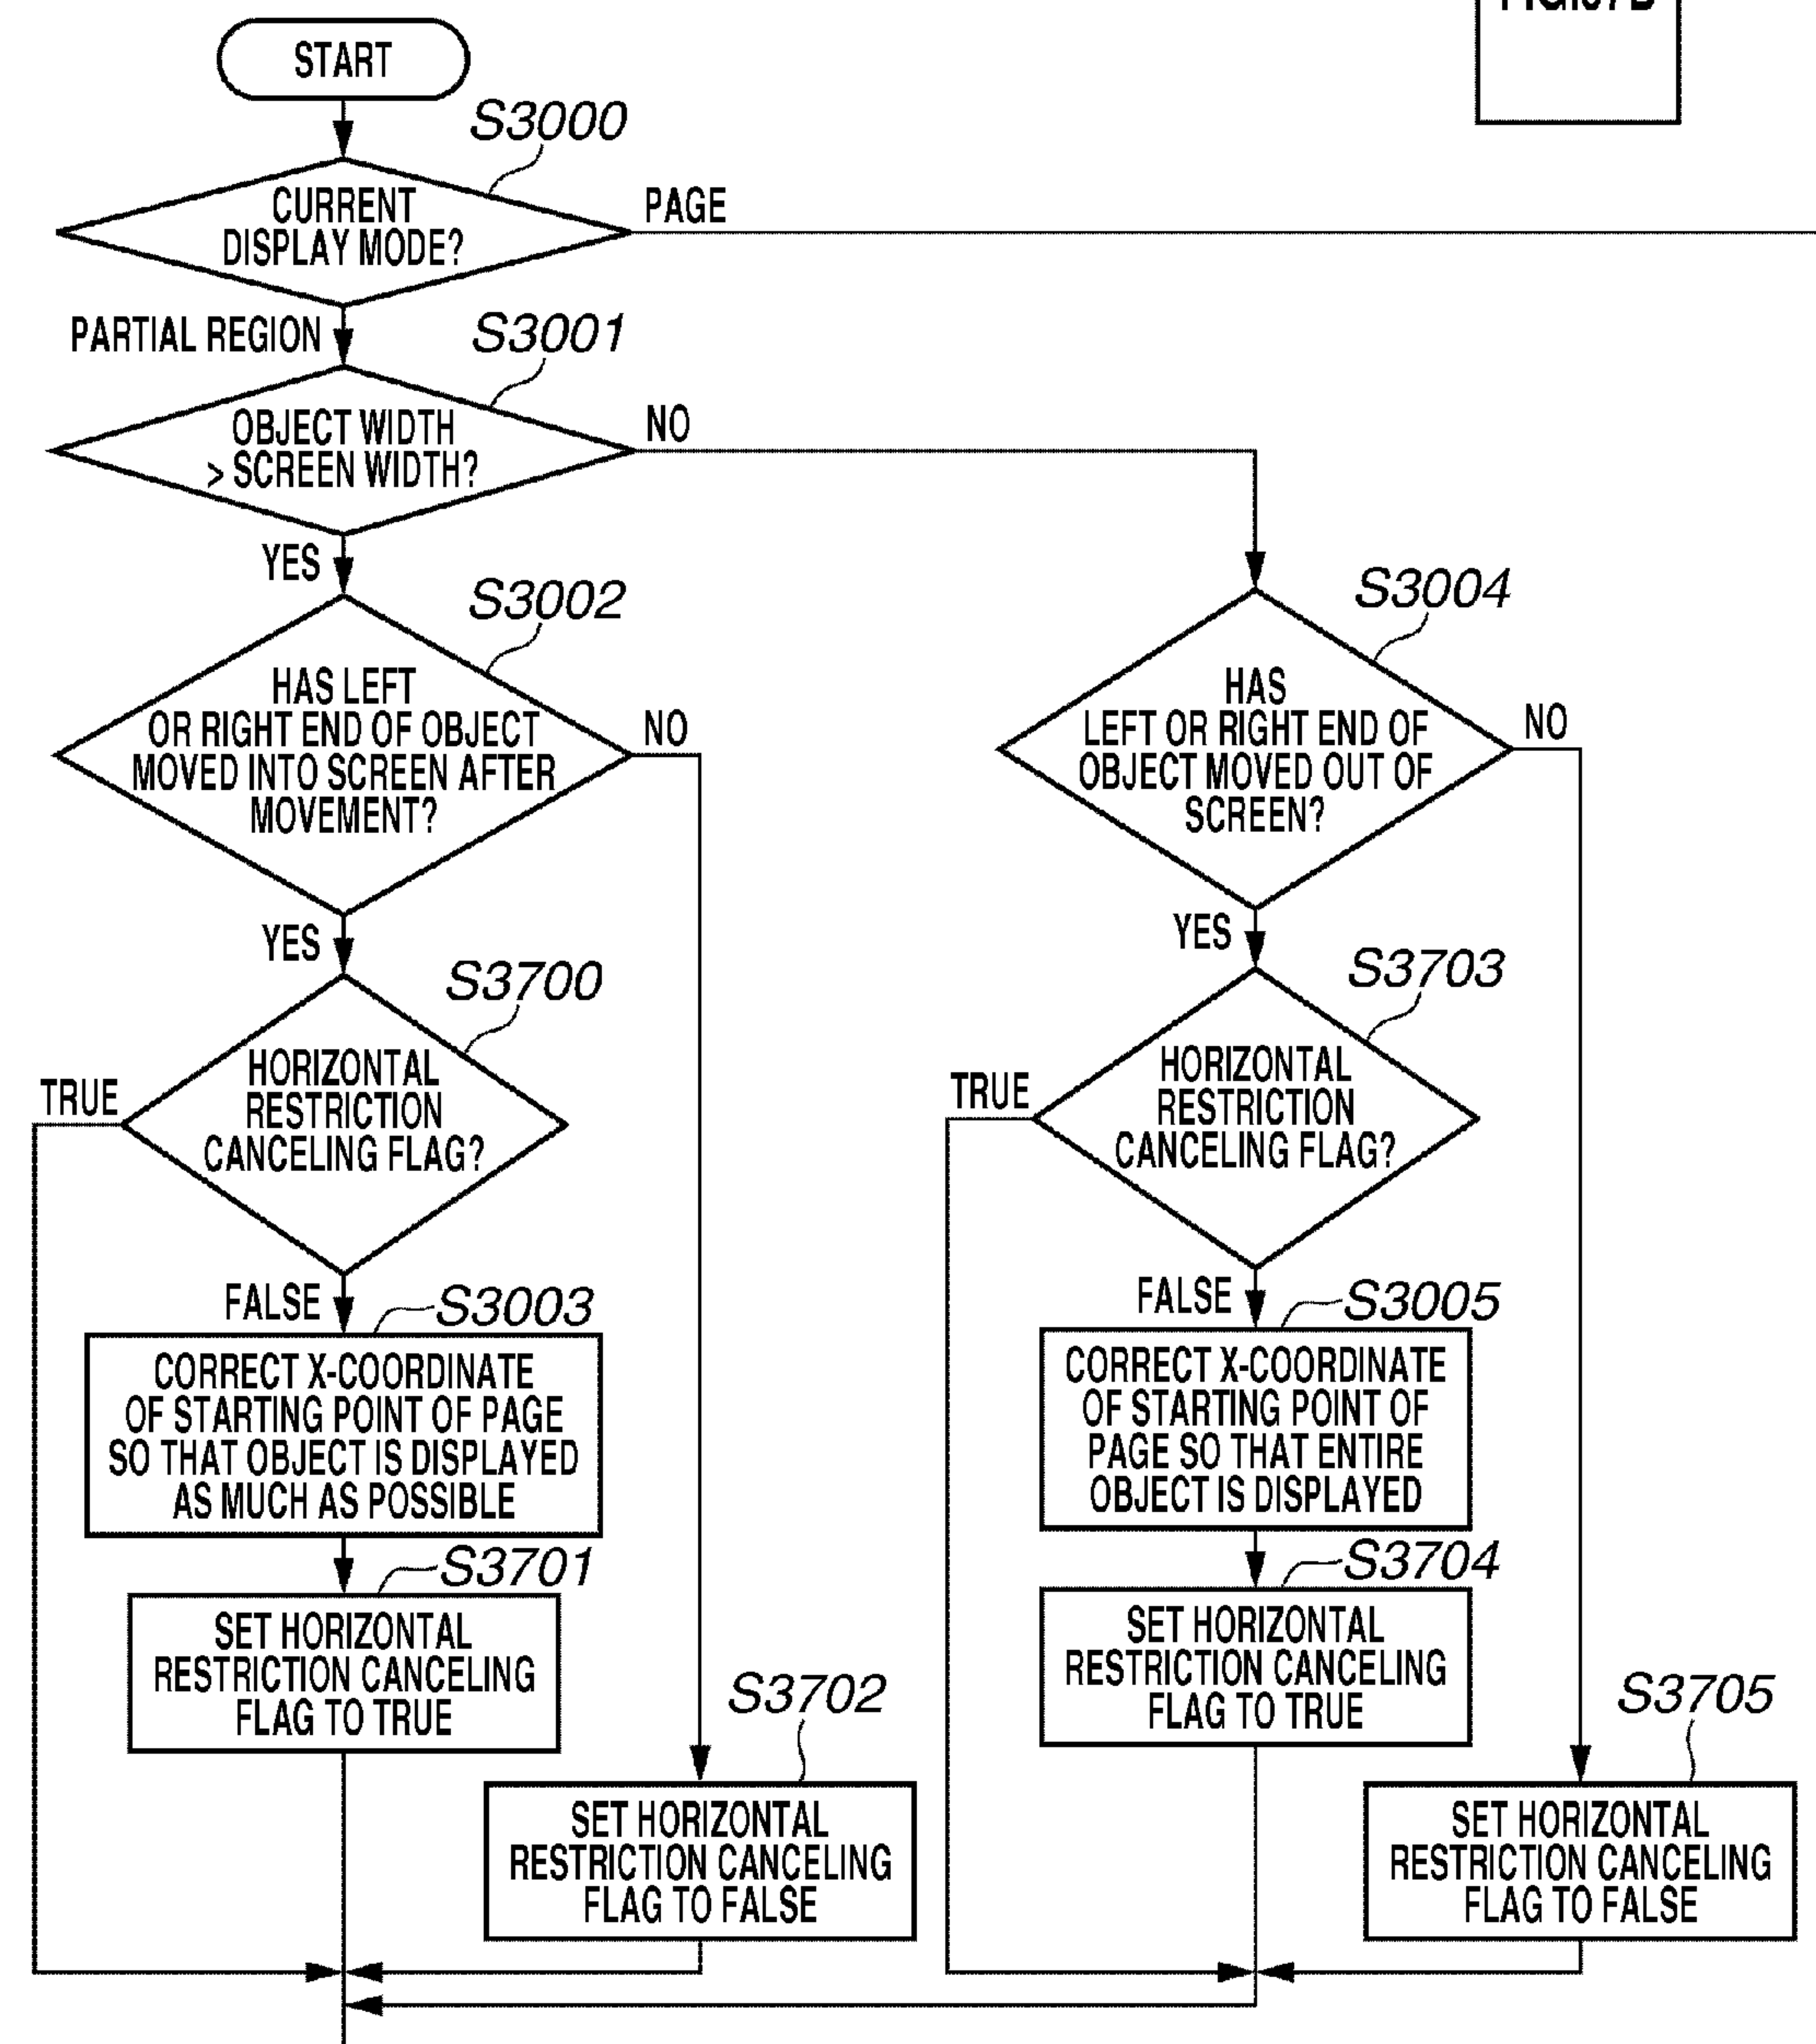 START
S3000
CURRENT
DISPLAY MODE?
PAGE
PARTIAL REGION
S3001
OBJECT WIDTH
> SCREEN WIDTH?
NO
YES
S3002
HAS LEFT
OR RIGHT END OF OBJECT
MOVED INTO SCREEN AFTER
MOVEMENT?
NO
S3004
HAS
LEFT OR RIGHT END OF
OBJECT MOVED OUT OF
SCREEN?
NO
YES
S3700
HORIZONTAL
RESTRICTION
CANCELING FLAG?
TRUE
YES
S3703
HORIZONTAL
RESTRICTION
CANCELING FLAG?
TRUE
FALSE
S3003
CORRECT X-COORDINATE
OF STARTING POINT OF PAGE
SO THAT OBJECT IS DISPLAYED
AS MUCH AS POSSIBLE
FALSE
S3005
CORRECT X-COORDINATE
OF STARTING POINT OF
PAGE SO THAT ENTIRE
OBJECT IS DISPLAYED
S3701
SET HORIZONTAL
RESTRICTION CANCELING
FLAG TO TRUE
S3704
SET HORIZONTAL
RESTRICTION CANCELING
FLAG TO TRUE
S3702
SET HORIZONTAL
RESTRICTION CANCELING
FLAG TO FALSE
S3705
SET HORIZONTAL
RESTRICTION CANCELING
FLAG TO FALSE